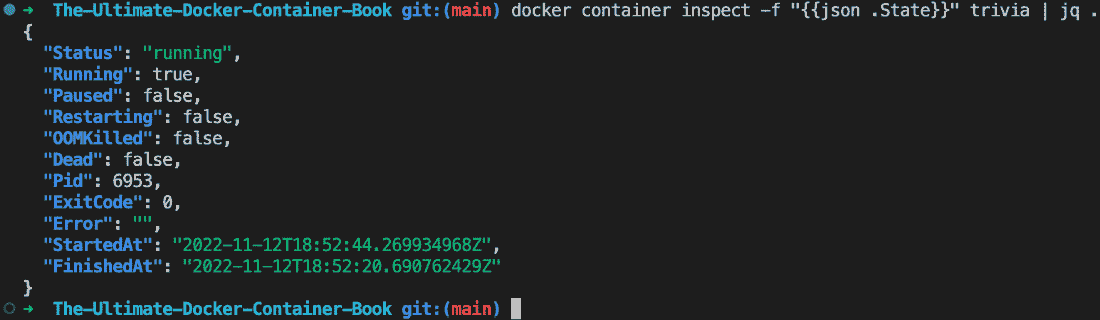 ➜ The-Ultimate-Docker-Container-Book git:(main) docker container inspect -f "{{json .State}}" trivia | jq .
{
"Status": "running",
"Running": true,
"Paused": false,
"Restarting": false,
"OOMKilled": false,
"Dead": false,
"Pid": 6953,
"ExitCode": 0,
"Error": "",
"StartedAt": "2022-11-12T18:52:44.269934968Z",
"FinishedAt": "2022-11-12T18:52:20.690762429Z"
}
➜ The-Ultimate-Docker-Container-Book git:(main)